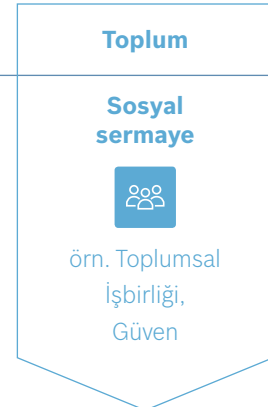 Toplum
Sosyal
sermaye
örn. Toplumsal
İşbirliği,
Güven